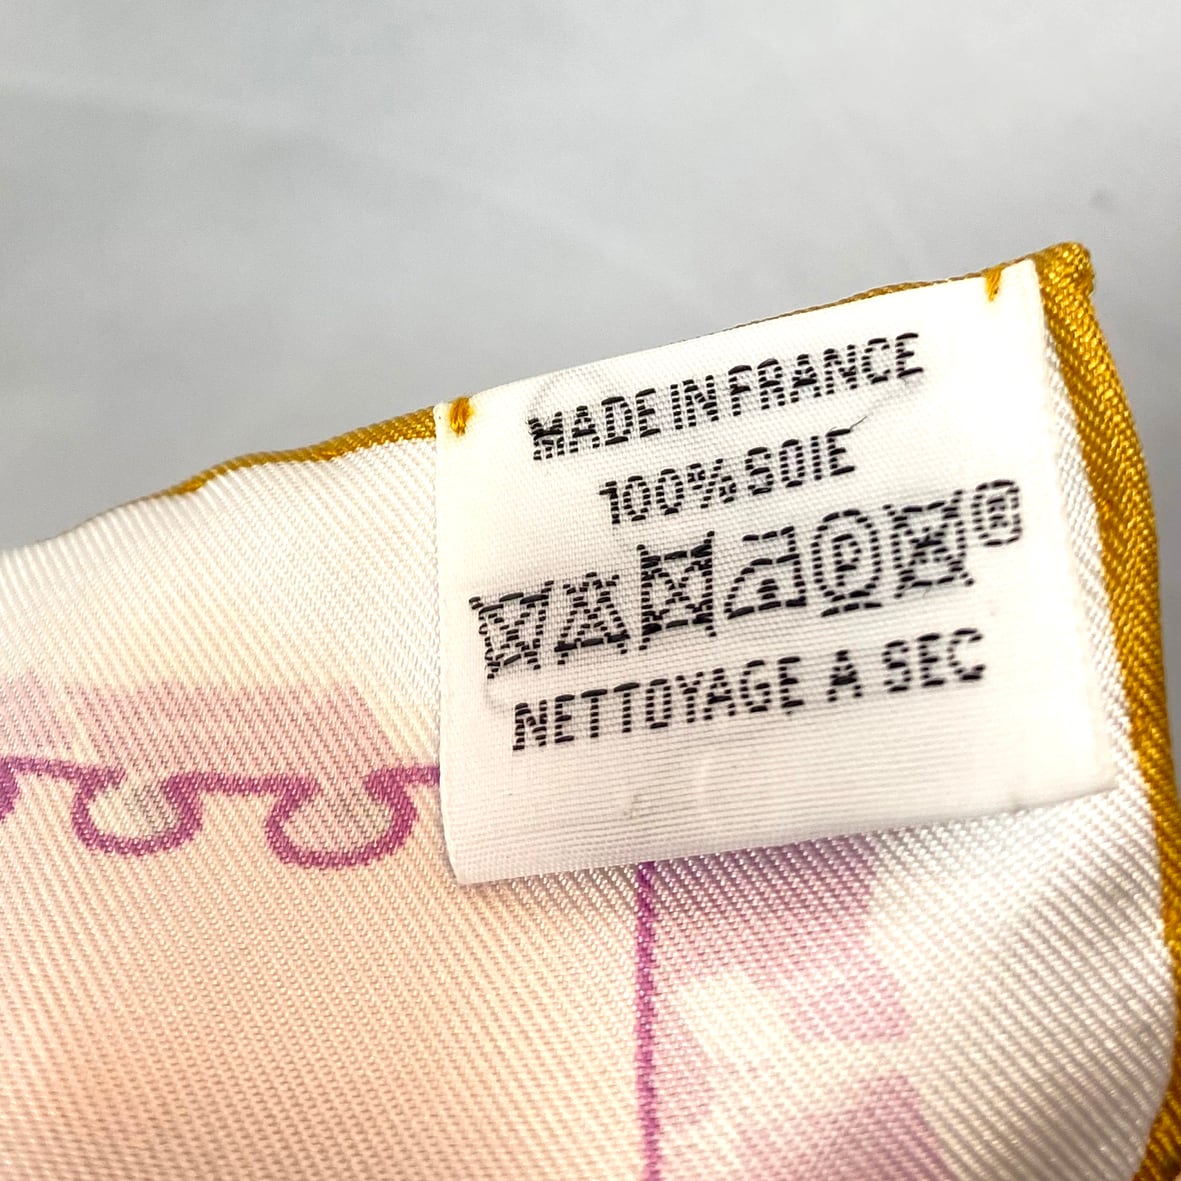 MADE IN FRANCE
100% SOIE
P ®
NETTOYAGE A SEC